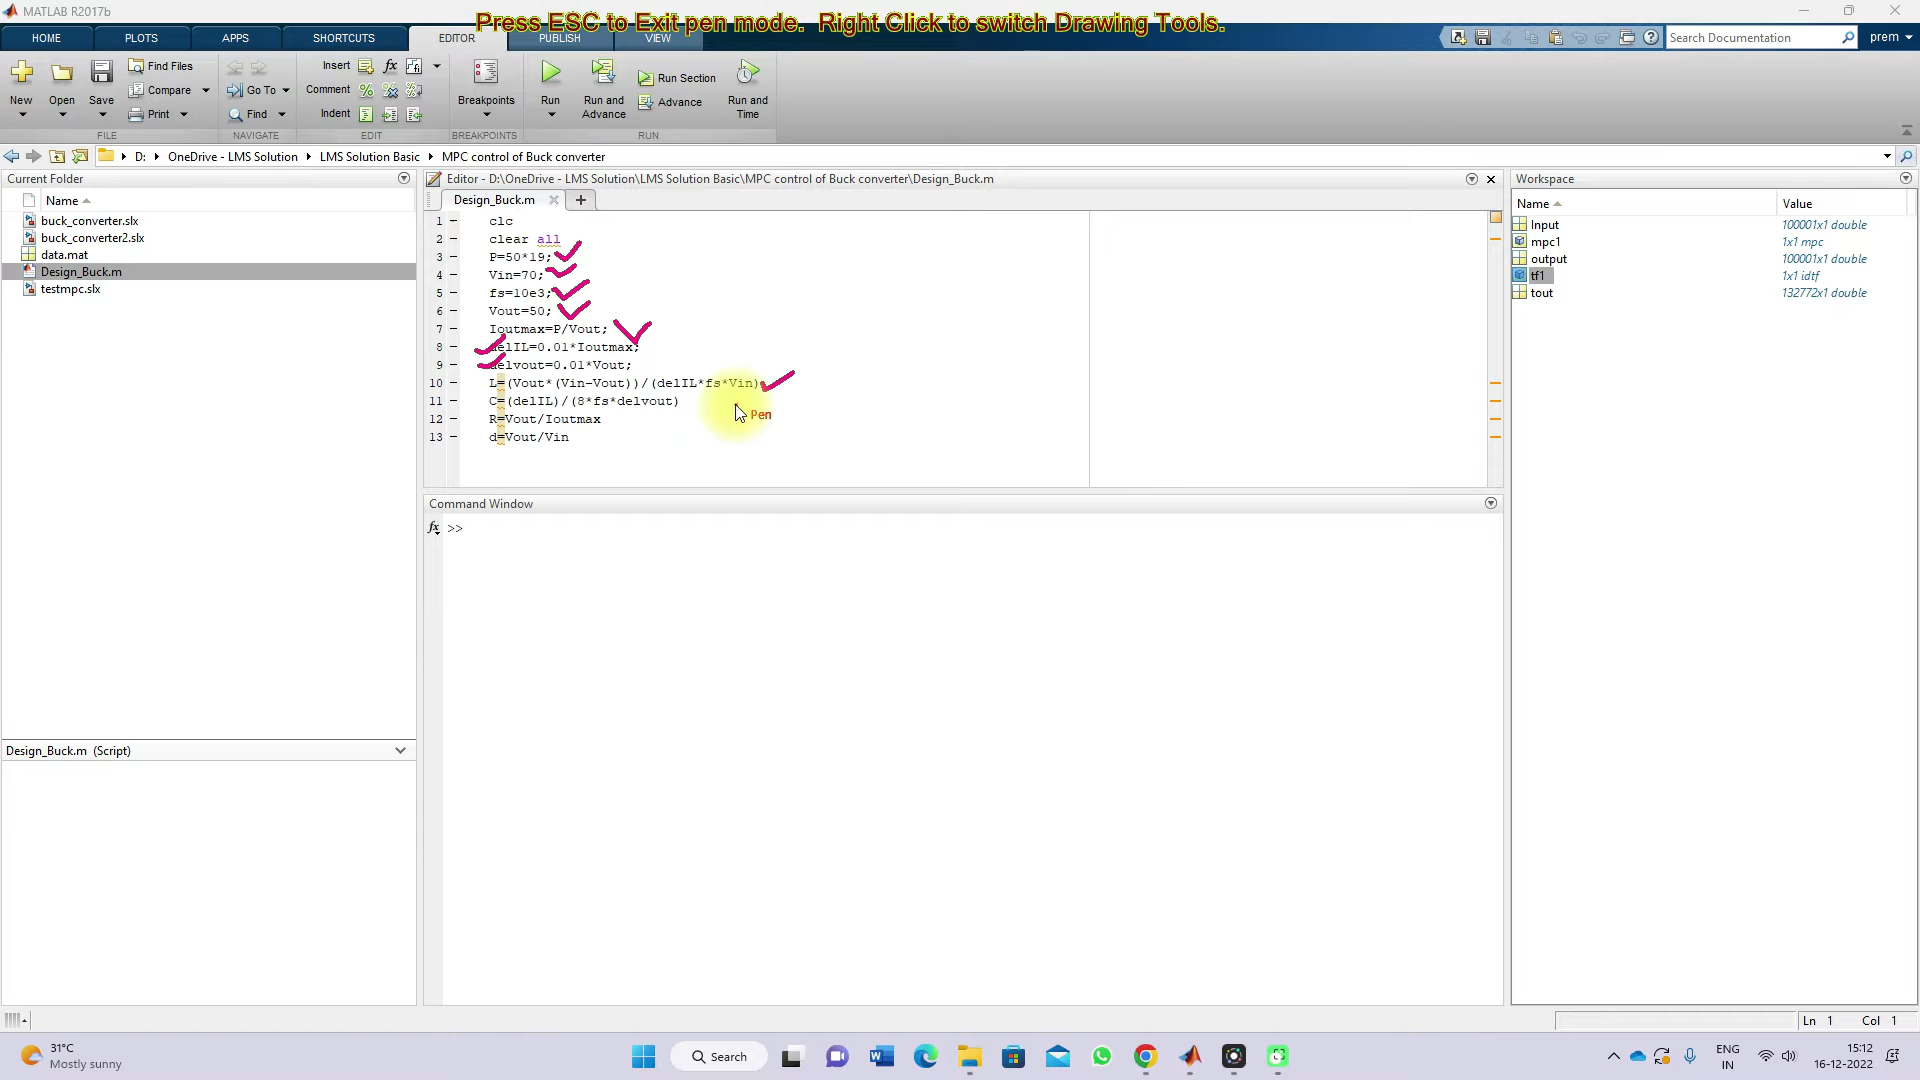 MATLAB R2017b
Press ESC to Exit pen mode. Right Click to switch Drawing Tools.
HOME PLOTS APPS SHORTCUTS EDITOR PUBLISH VIEW
Search Documentation
prem
New Open Save
Find Files
Compare
Print
Go To
Find
Insert
Comment
Indent
fx
Breakpoints
Run
Run and Advance
Run Section
Advance
Run and Time
FILE NAVIGATE EDIT BREAKPOINTS RUN
D: OneDrive - LMS Solution LMS Solution Basic MPC control of Buck converter
Current Folder
Name
buck_converter.slx
buck_converter2.slx
data.mat
Design_Buck.m
testmpc.slx
Design_Buck.m (Script)
Editor - D:\OneDrive - LMS Solution\LMS Solution Basic\MPC control of Buck converter\Design_Buck.m
Design_Buck.m
1 clc
2 clear all
3 P=50*19;
4 Vin=70;
5 fs=10e3;
6 Vout=50;
7 Ioutmax=P/Vout;
8 delIL=0.01*Ioutmax;
9 delvout=0.01*Vout;
10 L=(Vout*(Vin-Vout))/(delIL*fs*Vin)
11 C=(delIL)/(8*fs*delvout)
12 R=Vout/Ioutmax
13 d=Vout/Vin
Pen
Command Window
fx >>
Workspace
Name Value
Input 100001x1 double
mpc1 1x1 mpc
output 100001x1 double
tf1 1x1 idtf
tout 132772x1 double
Ln 1 Col 1
31°C
Mostly sunny
Search
ENG
IN
15:12
16-12-2022